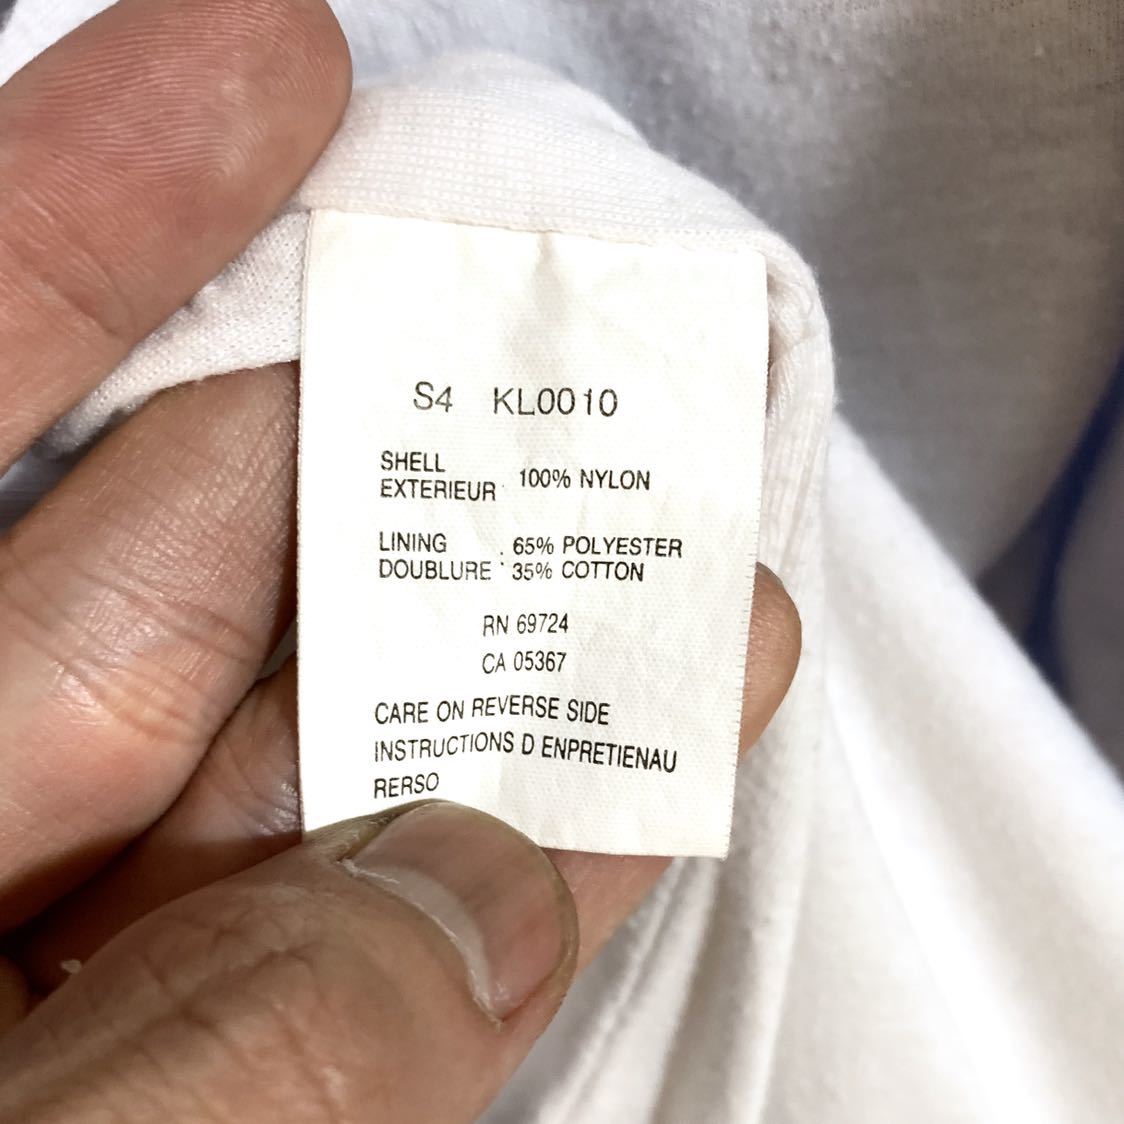 S4 KL0010
SHELL
EXTERIEUR : 100% NYLON
LINING : 65% POLYESTER
DOUBLURE 35% COTTON
RN 69724
CA 05367
CARE ON REVERSE SIDE
INSTRUCTIONS D ENPRETIENAU
RERSO